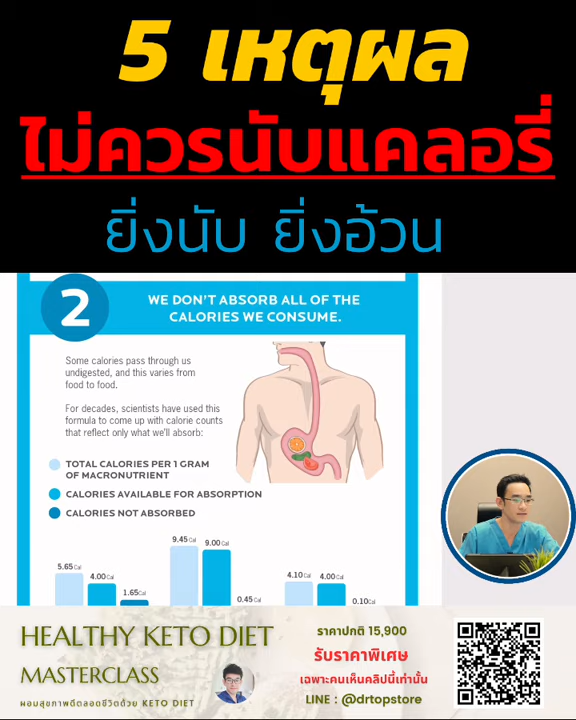 5 เหตุผล
ไม่ควรนับแคลอรี่
ยิ่งนับ ยิ่งอ้วน
2
WE DON'T ABSORB ALL OF THE
CALORIES WE CONSUME.
Some calories pass through us
undigested, and this varies from
food to food.
For decades, scientists have used this
formula to come up with calorie counts
that reflect only what we'll absorb:
TOTAL CALORIES PER 1 GRAM
OF MACRONUTRIENT
CALORIES AVAILABLE FOR ABSORPTION
CALORIES NOT ABSORBED
5.65 Cal
4.00 Cal
1.65 Cal
9.45 Cal
9.00 Cal
0.45 Cal
4.10 Cal
4.00 Cal
0.10 Cal
HEALTHY KETO DIET
MASTERCLASS
ผอมสุขภาพดีตลอดชีวิตด้วย KETO DIET
ราคาปกติ 15,900
รับราคาพิเศษ
เฉพาะคนเห็นคลิปนี้เท่านั้น
LINE : @drtopstore